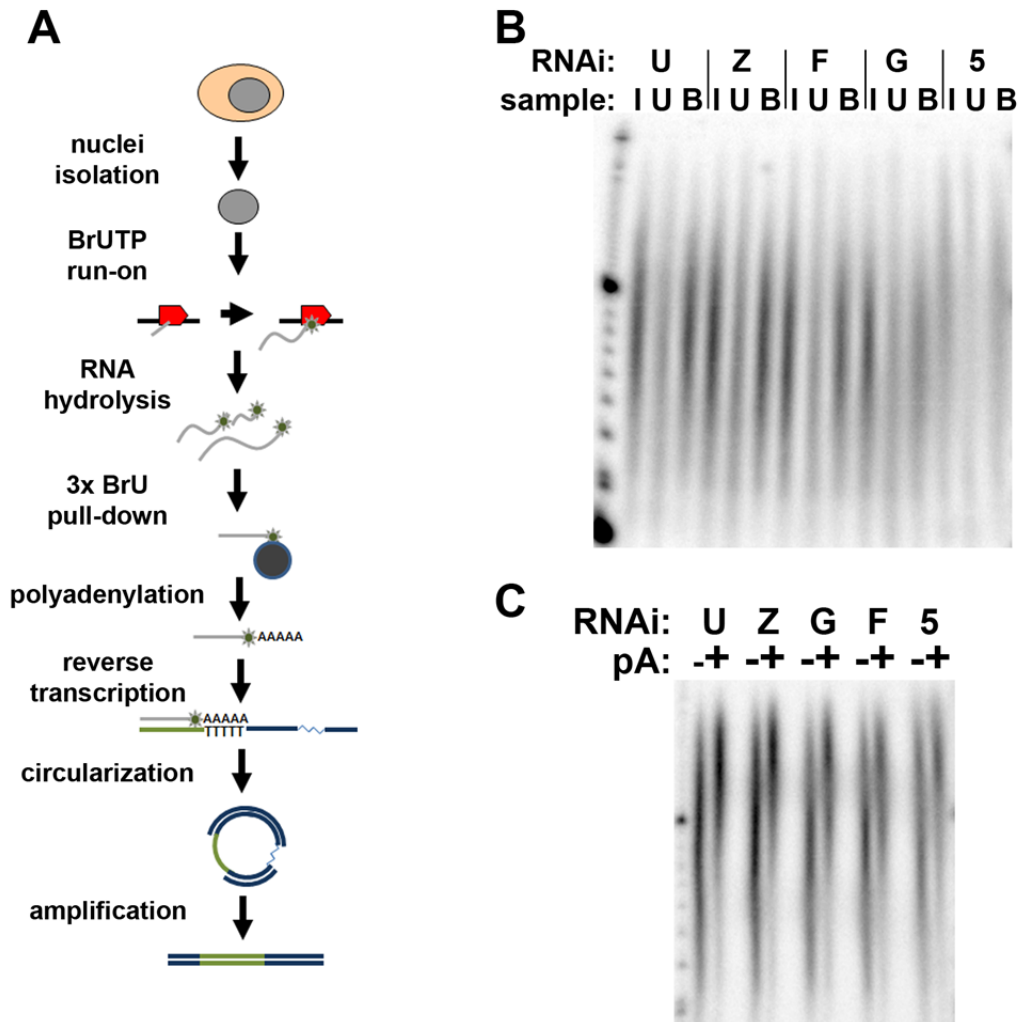 A
nuclei
isolation
BrUTP
run-on
RNA
hydrolysis
3x BrU
pull-down
polyadenylation
AAAAA
reverse
transcription
AAAAA
TTTTT
circularization
amplification
B
RNAi: U Z F G 5
sample: I U B I U B I U B I U B I U B
C
RNAi: U Z G F 5
pA: -+ -+ -+ -+ -+